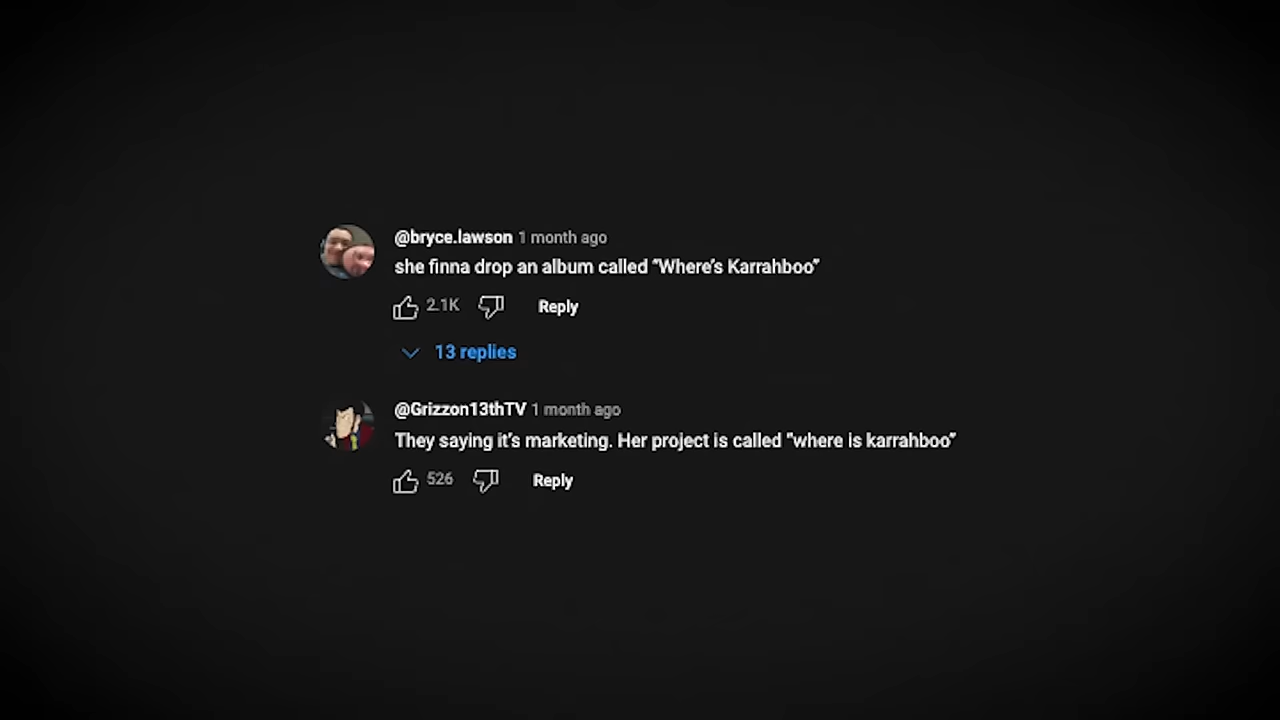 @bryce.lawson 1 month ago
she finna drop an album called “Where's Karrahboo”
2.1K Reply
13 replies
@Grizzon13thTV 1 month ago
They saying it's marketing. Her project is called “where is karrahboo”
526 Reply